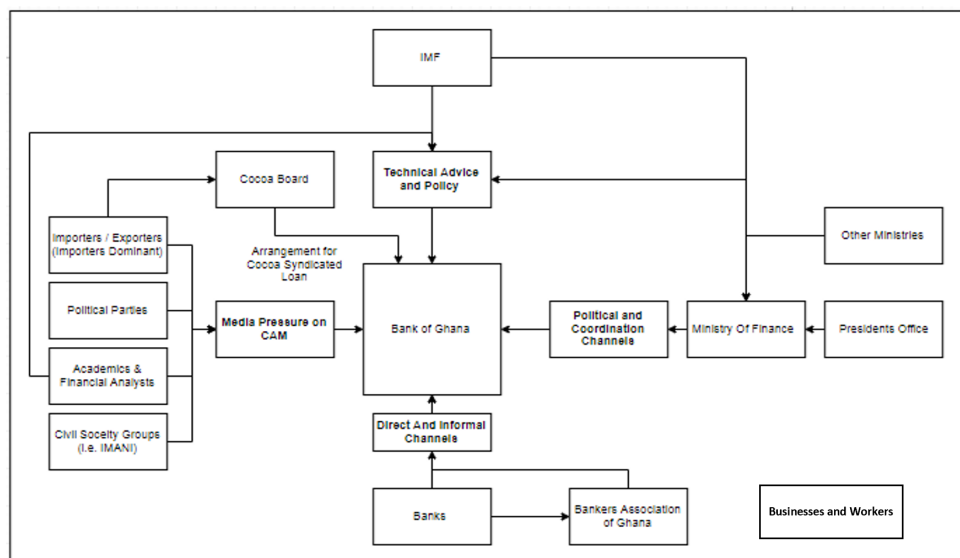 IMF
Cocoa Board
Technical Advice
and Policy
Importers / Exporters
(Importers Dominant)
Arrangement for
Cocoa Syndicated
Loan
Other Ministries
Political Parties
Media Pressure on
CAM
Bank of Ghana
Political and
Coordination
Channels
Ministry Of Finance
Presidents Office
Academics &
Financial Analysts
Civil Socelty Groups
(I.e. IMANI)
Direct And Informal
Channels
Banks
Bankers Association
of Ghana
Businesses and Workers